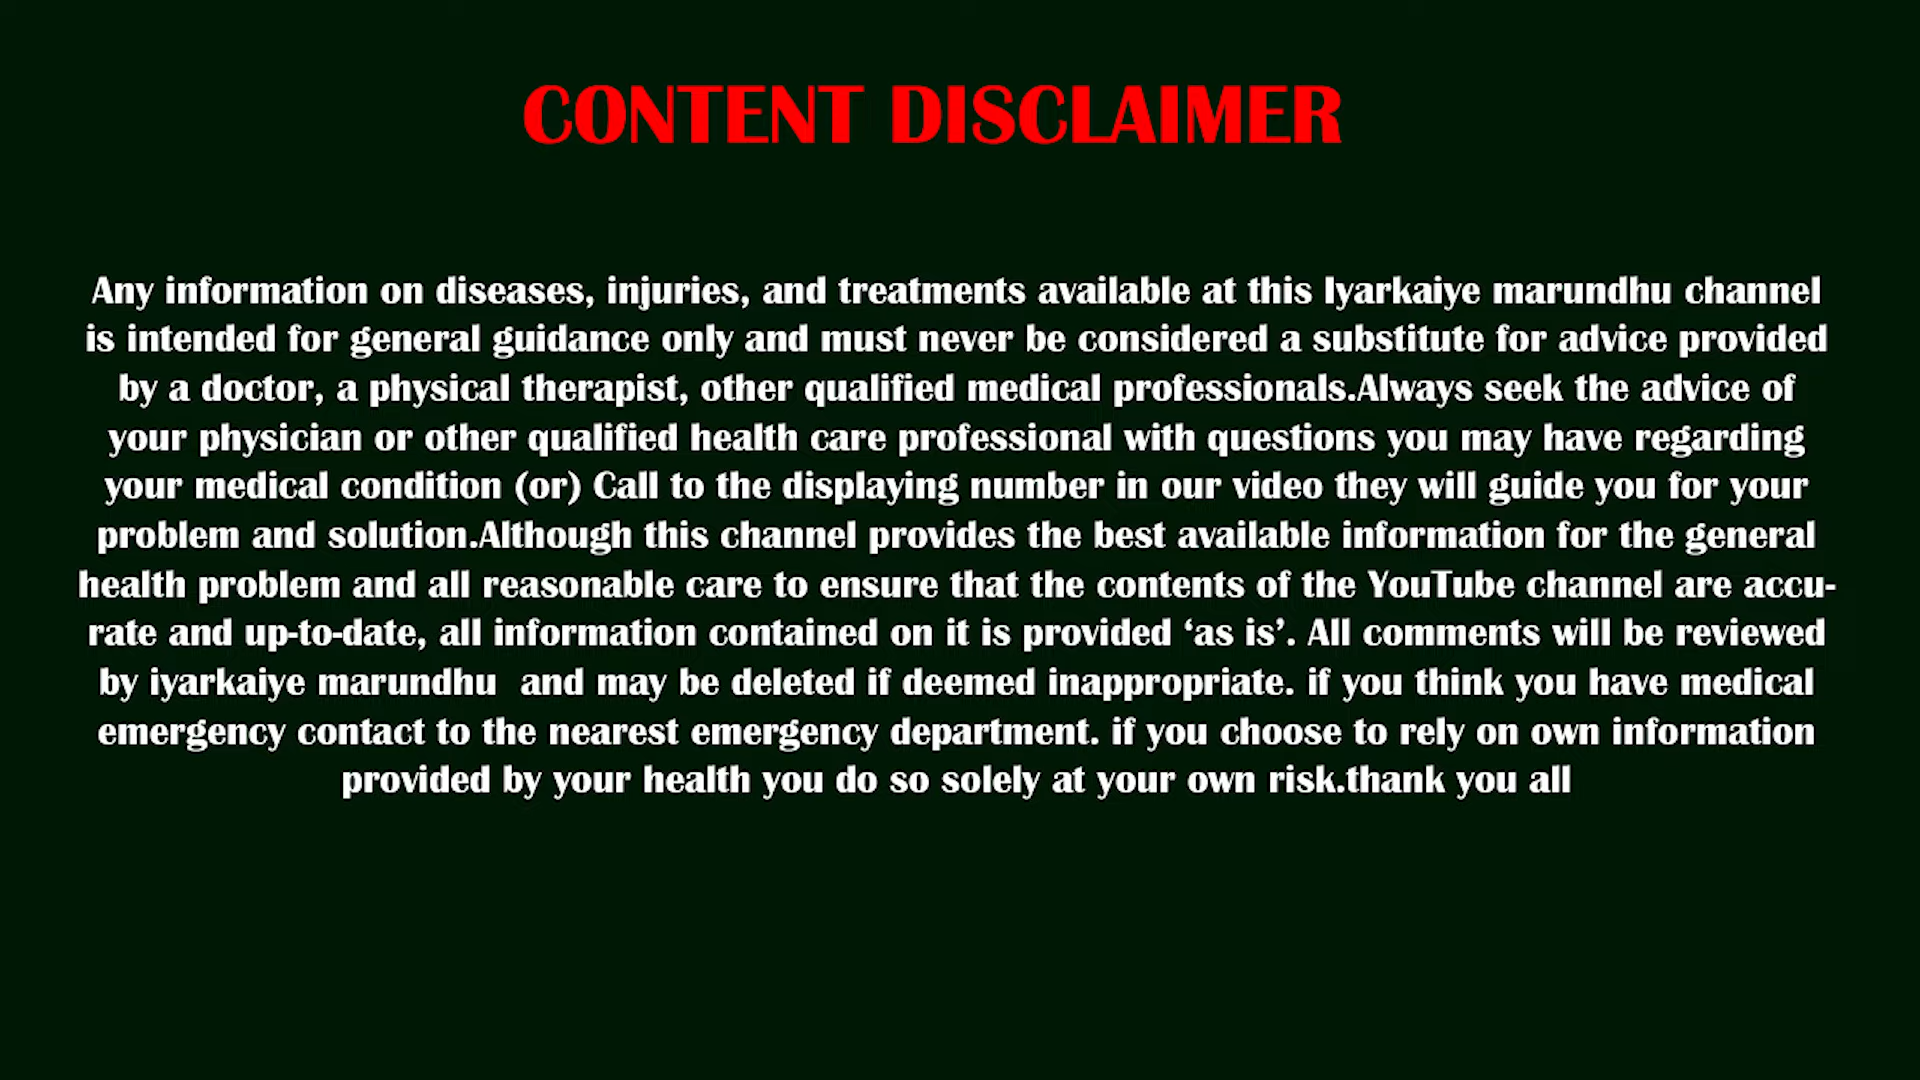 CONTENT DISCLAIMER
Any information on diseases, injuries, and treatments available at this Iyarkaiye marundhu channel
is intended for general guidance only and must never be considered a substitute for advice provided
by a doctor, a physical therapist, other qualified medical professionals.Always seek the advice of
your physician or other qualified health care professional with questions you may have regarding
your medical condition (or) Call to the displaying number in our video they will guide you for your
problem and solution.Although this channel provides the best available information for the general
health problem and all reasonable care to ensure that the contents of the YouTube channel are accu-
rate and up-to-date, all information contained on it is provided ‘as is’. All comments will be reviewed
by iyarkaiye marundhu  and may be deleted if deemed inappropriate. if you think you have medical
emergency contact to the nearest emergency department. if you choose to rely on own information
provided by your health you do so solely at your own risk.thank you all